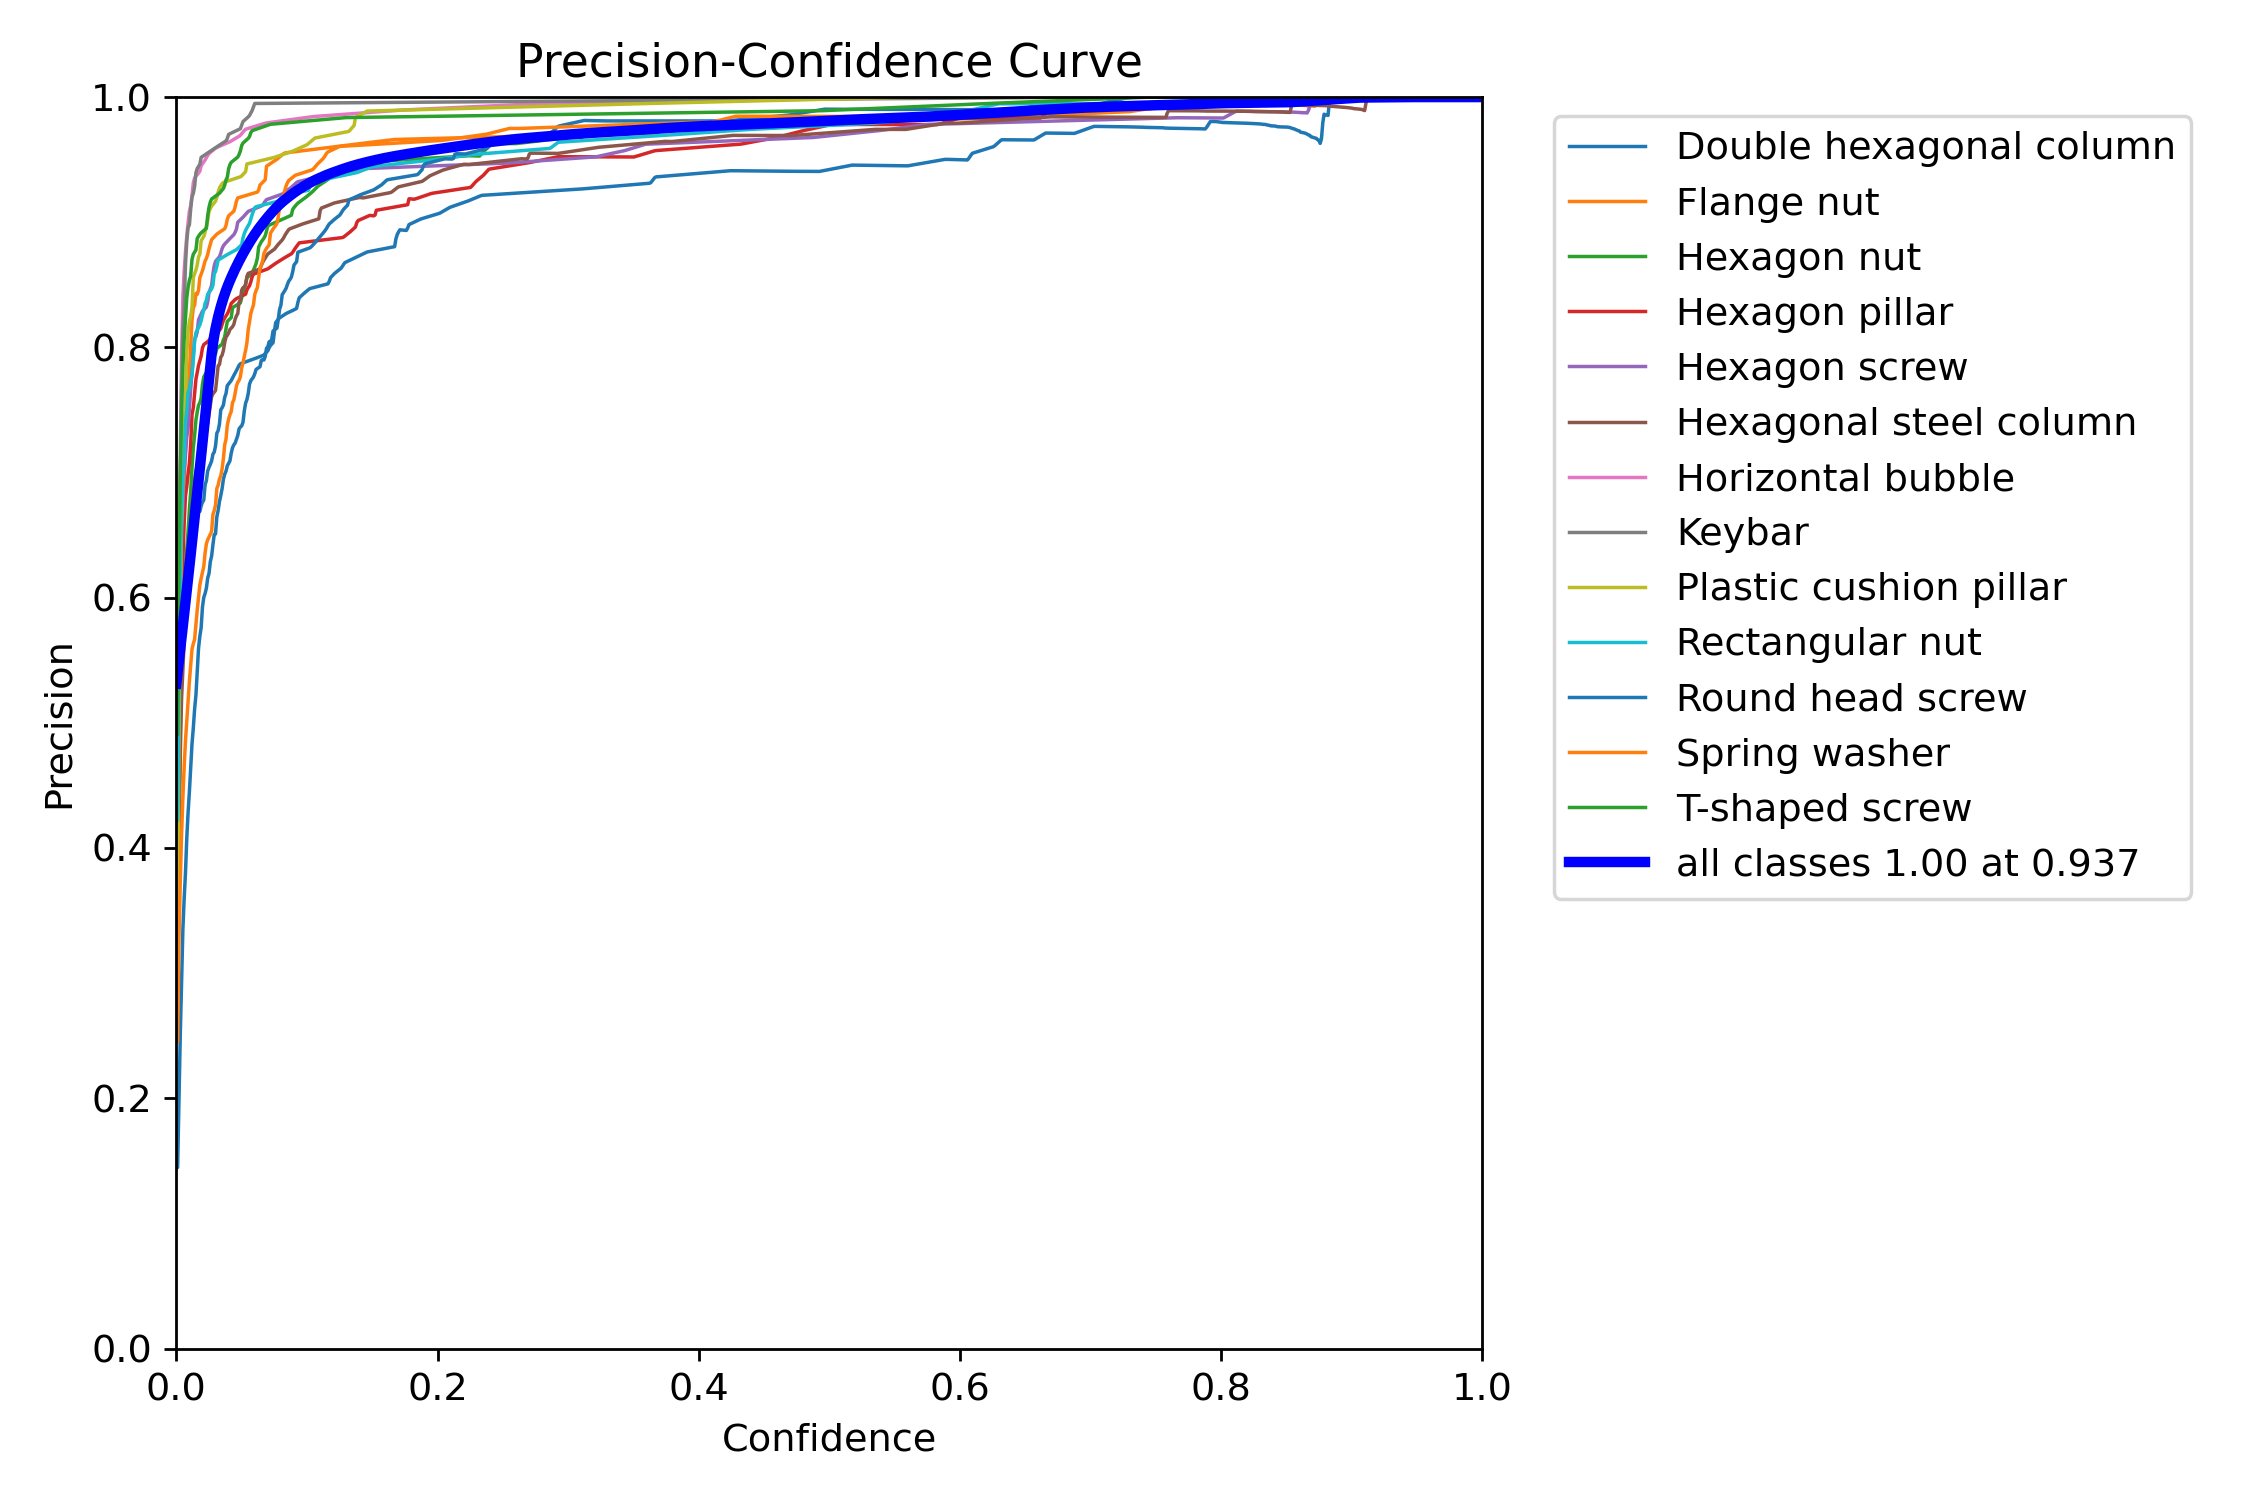 Precision-Confidence Curve
1.0
0.8
0.6
0.4
0.2
0.0
Precision
0.0 0.2 0.4 0.6 0.8 1.0
Confidence
Double hexagonal column
Flange nut
Hexagon nut
Hexagon pillar
Hexagon screw
Hexagonal steel column
Horizontal bubble
Keybar
Plastic cushion pillar
Rectangular nut
Round head screw
Spring washer
T-shaped screw
all classes 1.00 at 0.937